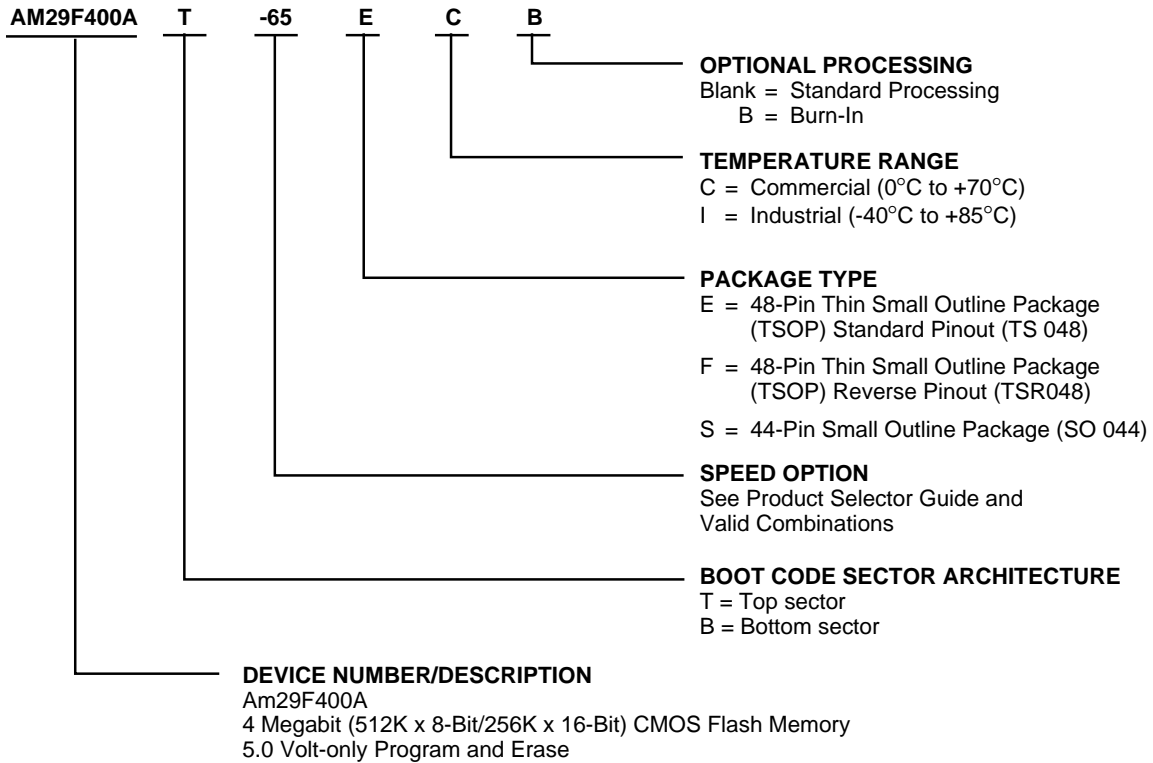 AM29F400A T -65 E C B
OPTIONAL PROCESSING
Blank = Standard Processing
B = Burn-In
TEMPERATURE RANGE
C = Commercial (0°C to +70°C)
I = Industrial (-40°C to +85°C)
PACKAGE TYPE
E = 48-Pin Thin Small Outline Package
(TSOP) Standard Pinout (TS 048)
F = 48-Pin Thin Small Outline Package
(TSOP) Reverse Pinout (TSR048)
S = 44-Pin Small Outline Package (SO 044)
SPEED OPTION
See Product Selector Guide and
Valid Combinations
BOOT CODE SECTOR ARCHITECTURE
T = Top sector
B = Bottom sector
DEVICE NUMBER/DESCRIPTION
Am29F400A
4 Megabit (512K x 8-Bit/256K x 16-Bit) CMOS Flash Memory
5.0 Volt-only Program and Erase